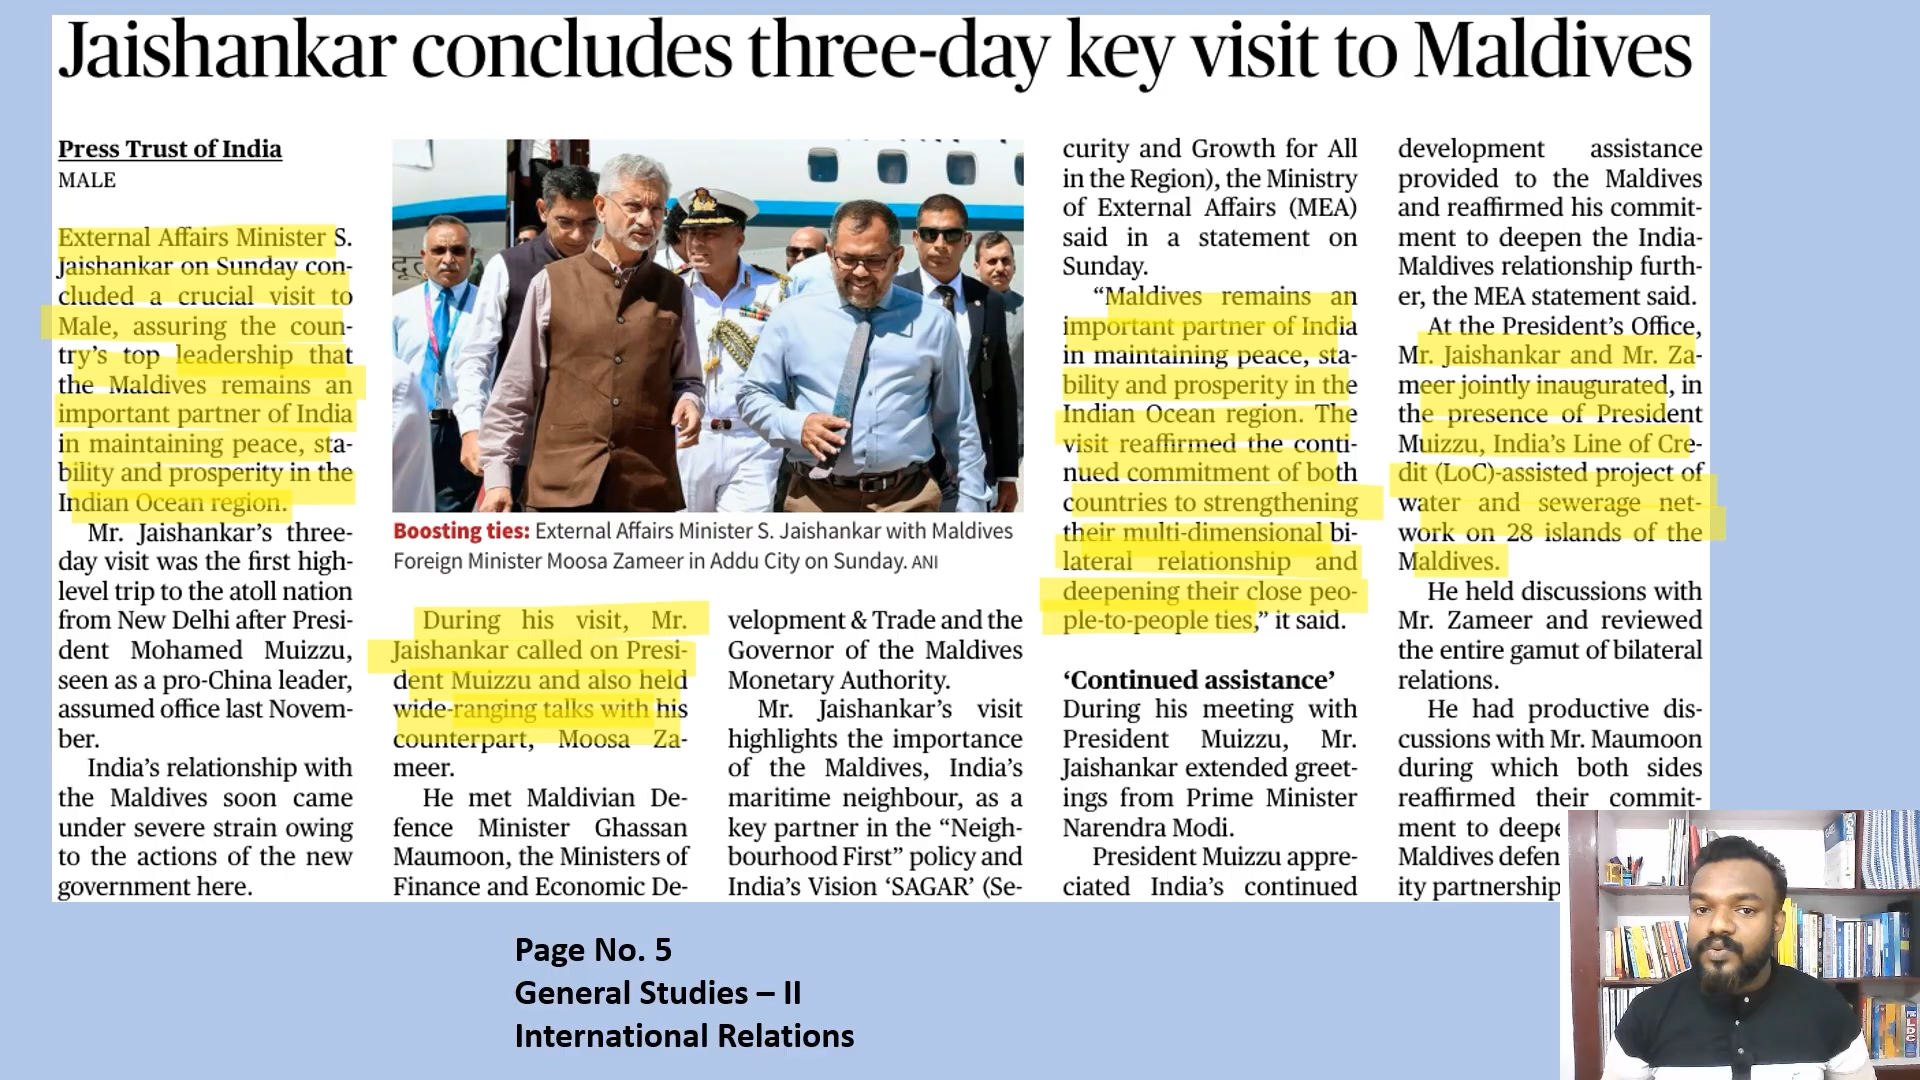 Jaishankar concludes three-day key visit to Maldives
Press Trust of India
MALE
External Affairs Minister S.
Jaishankar on Sunday con-
cluded a crucial visit to
Male, assuring the coun-
try's top leadership that
the Maldives remains an
important partner of India
in maintaining peace, sta-
bility and prosperity in the
Indian Ocean region.
Mr. Jaishankar's three-
day visit was the first high-
level trip to the atoll nation
from New Delhi after Presi-
dent Mohamed Muizzu,
seen as a pro-China leader,
assumed office last Novem-
ber.
India's relationship with
the Maldives soon came
under severe strain owing
to the actions of the new
government here.
Boosting ties: External Affairs Minister S. Jaishankar with Maldives
Foreign Minister Moosa Zameer in Addu City on Sunday. ANI
During his visit, Mr.
Jaishankar called on Presi-
dent Muizzu and also held
wide-ranging talks with his
counterpart, Moosa Za-
meer.
He met Maldivian De-
fence Minister Ghassan
Maumoon, the Ministers of
Finance and Economic De-
velopment & Trade and the
Governor of the Maldives
Monetary Authority.
Mr. Jaishankar's visit
highlights the importance
of the Maldives, India's
maritime neighbour, as a
key partner in the “Neigh-
bourhood First” policy and
India's Vision ‘SAGAR’ (Se-
curity and Growth for All
in the Region), the Ministry
of External Affairs (MEA)
said in a statement on
Sunday.
“Maldives remains an
important partner of India
in maintaining peace, sta-
bility and prosperity in the
Indian Ocean region. The
visit reaffirmed the conti-
nued commitment of both
countries to strengthening
their multi-dimensional bi-
lateral relationship and
deepening their close peo-
ple-to-people ties,” it said.
‘Continued assistance’
During his meeting with
President Muizzu, Mr.
Jaishankar extended greet-
ings from Prime Minister
Narendra Modi.
President Muizzu appre-
ciated India's continued
development assistance
provided to the Maldives
and reaffirmed his commit-
ment to deepen the India-
Maldives relationship furth-
er, the MEA statement said.
At the President's Office,
Mr. Jaishankar and Mr. Za-
meer jointly inaugurated, in
the presence of President
Muizzu, India's Line of Cre-
dit (LoC)-assisted project of
water and sewerage net-
work on 28 islands of the
Maldives.
He held discussions with
Mr. Zameer and reviewed
the entire gamut of bilateral
relations.
He had productive dis-
cussions with Mr. Maumoon
during which both sides
reaffirmed their commit-
ment to deepe
Maldives defen
ity partnership
Page No. 5
General Studies – II
International Relations